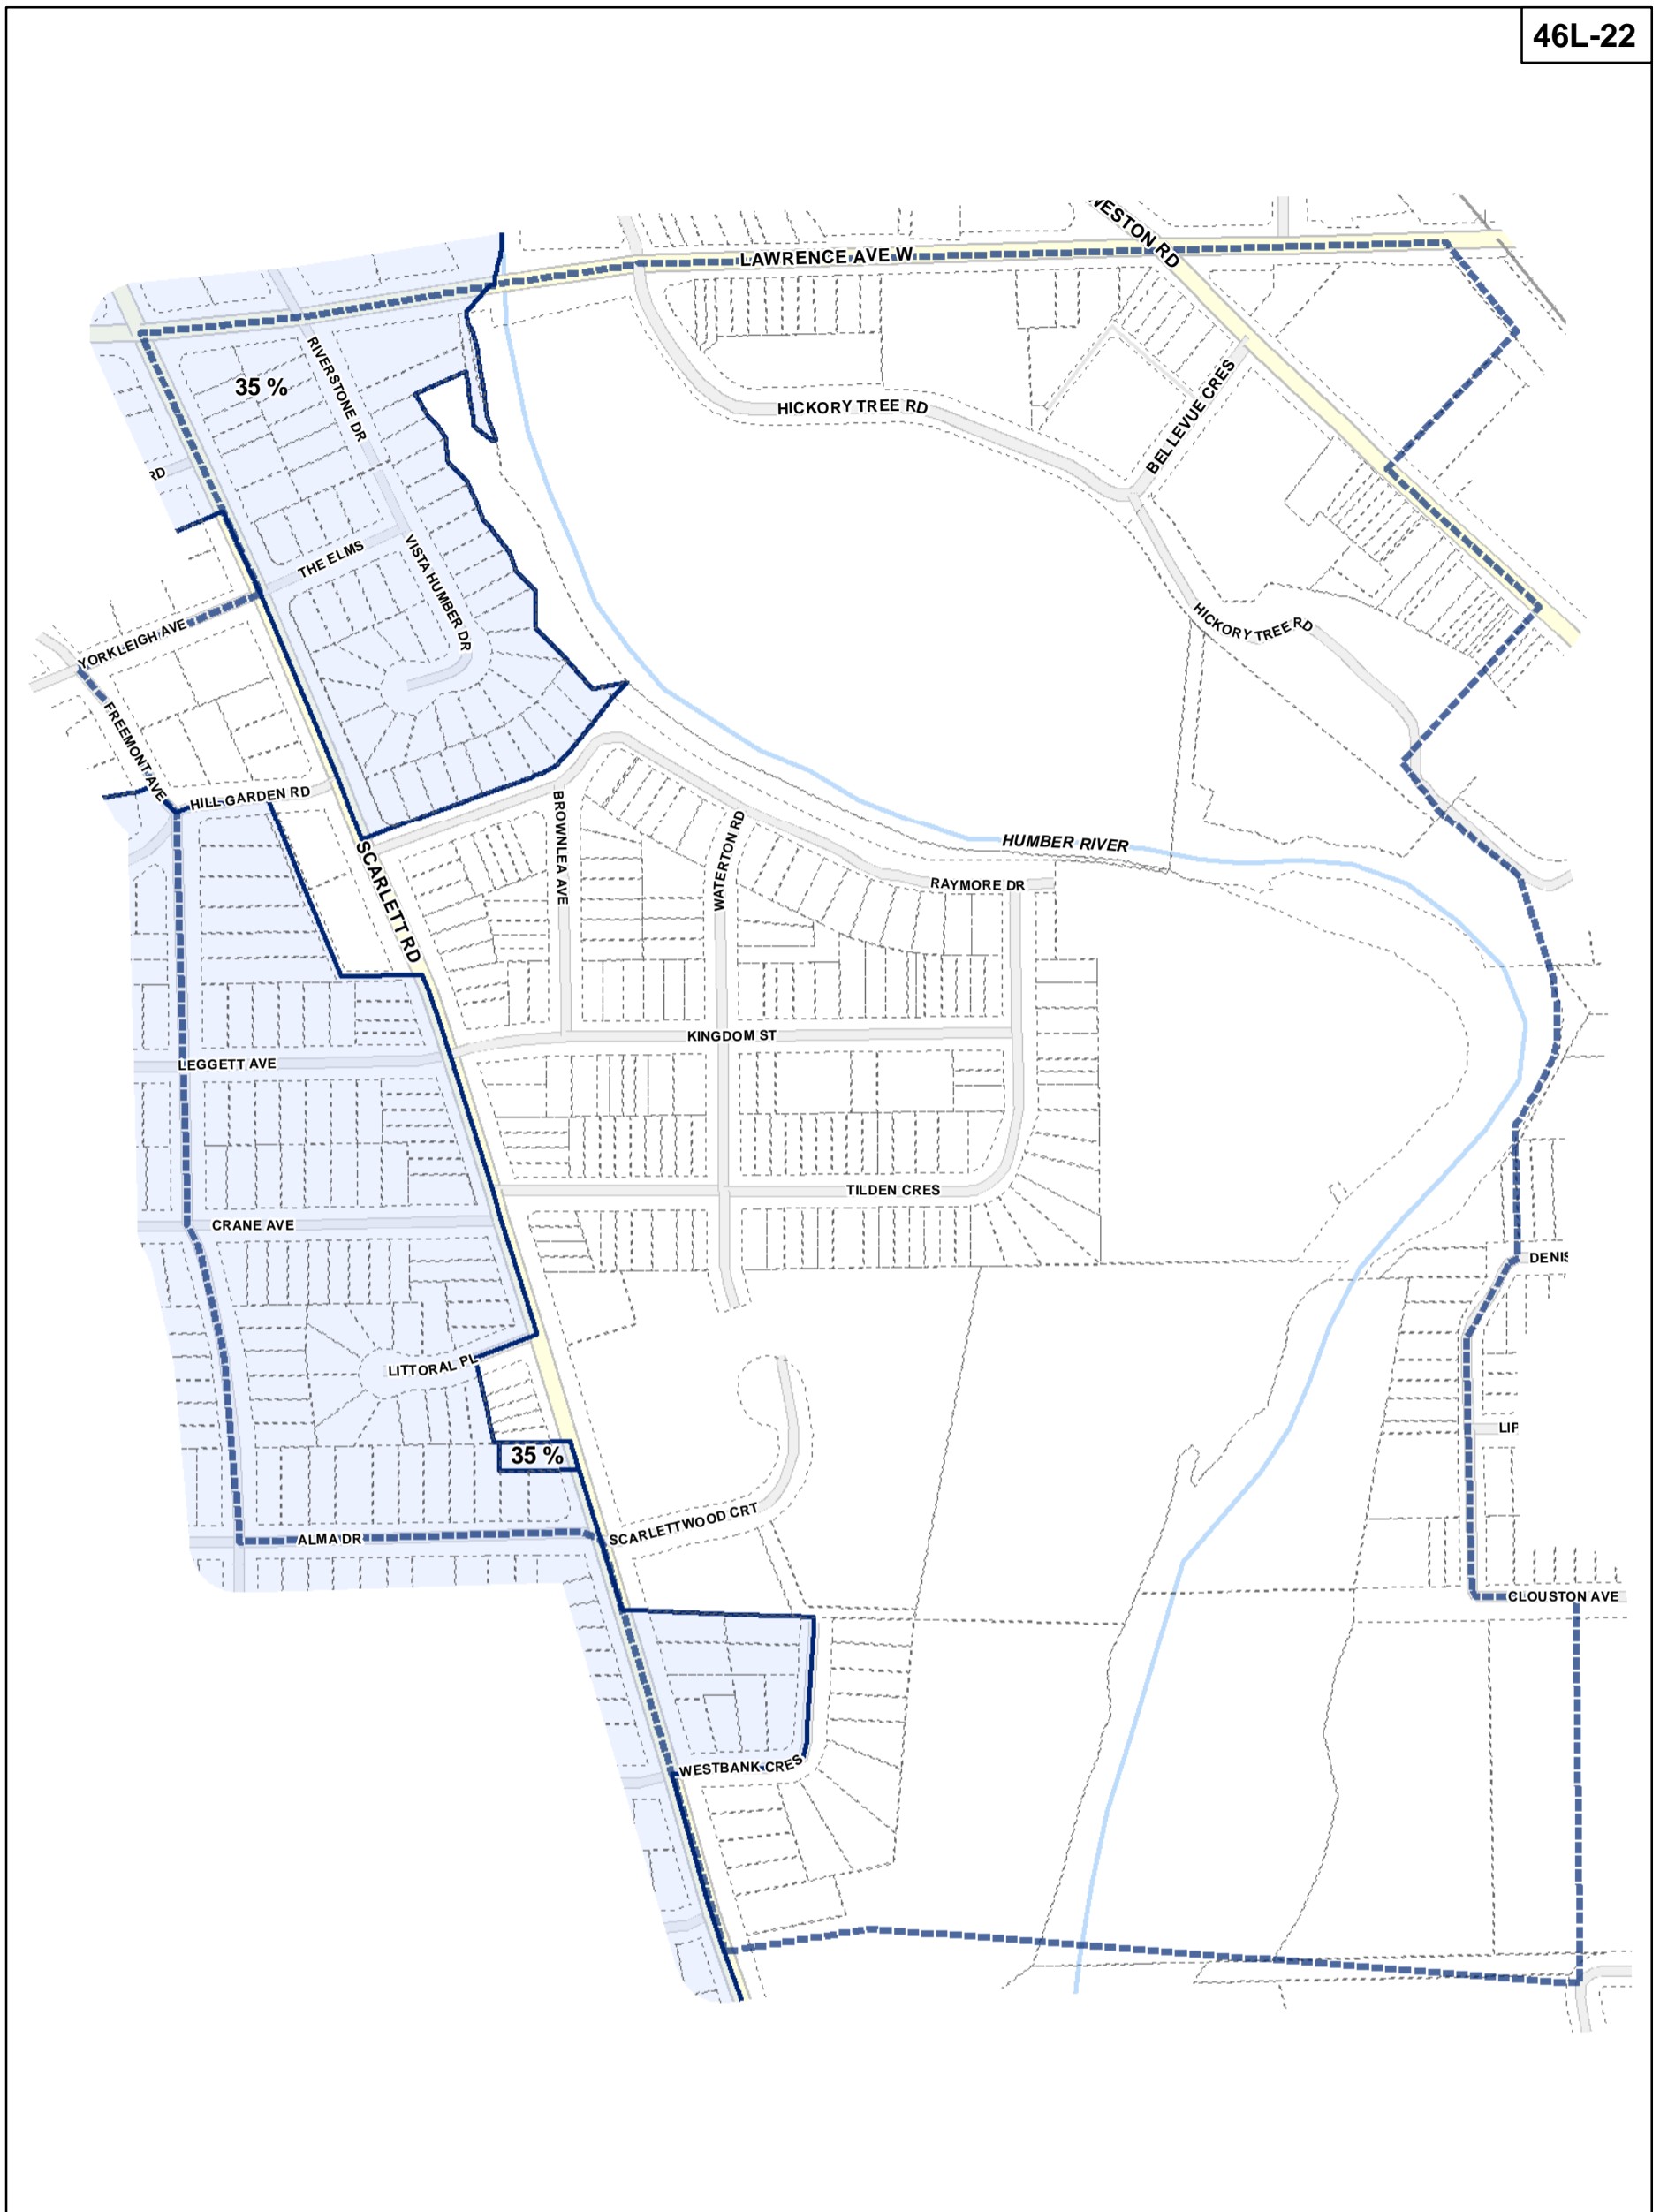 46L-22
WESTON RD
LAWRENCE AVE W
35 %
RIVERSTONE DR
HICKORY TREE RD
BELLEVUE CRES
RD
THE ELMS
VISTA HUMBER DR
YORKLEIGH AVE
HICKORY TREE RD
FREEMONT AVE
HILL GARDEN RD
SCARLETT RD
BROWNLEA AVE
WATERTON RD
HUMBER RIVER
RAYMORE DR
KINGDOM ST
LEGGETT AVE
TILDEN CRES
CRANE AVE
DENIS
LITTORAL PL
35 %
SCARLETTWOOD CRT
ALMA DR
CLOUSTON AVE
WESTBANK CRES